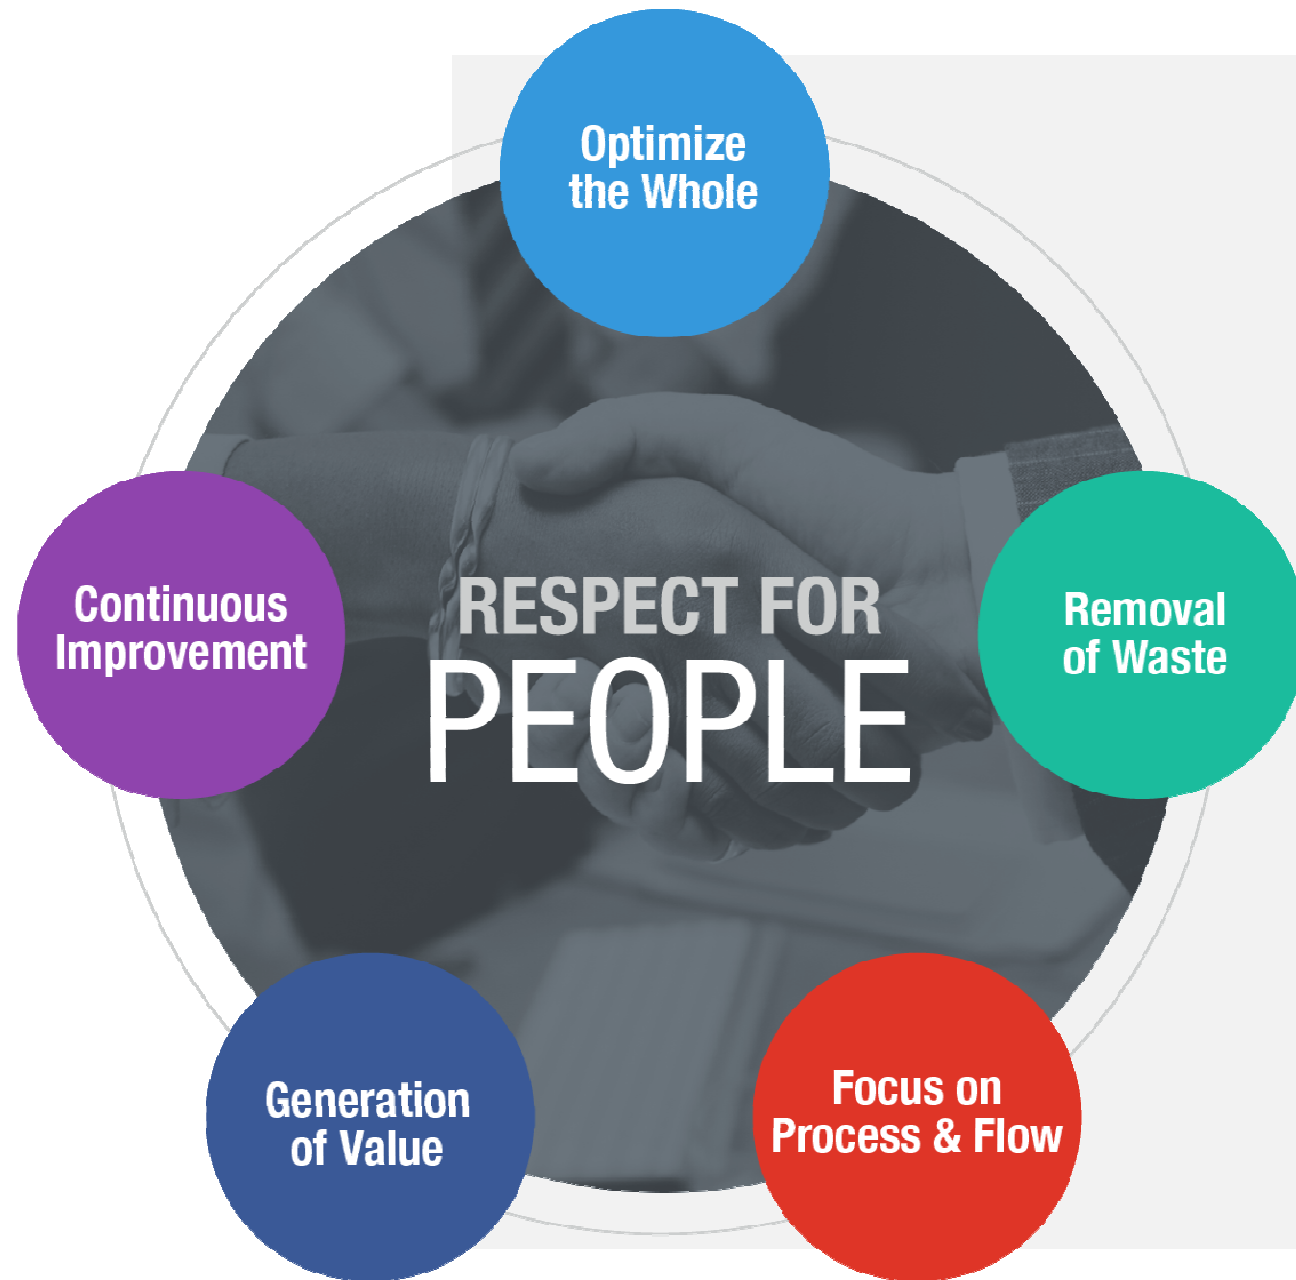 Optimize
the Whole
Continuous
Improvement
RESPECT FOR
PEOPLE
Removal
of Waste
Generation
of Value
Focus on
Process & Flow